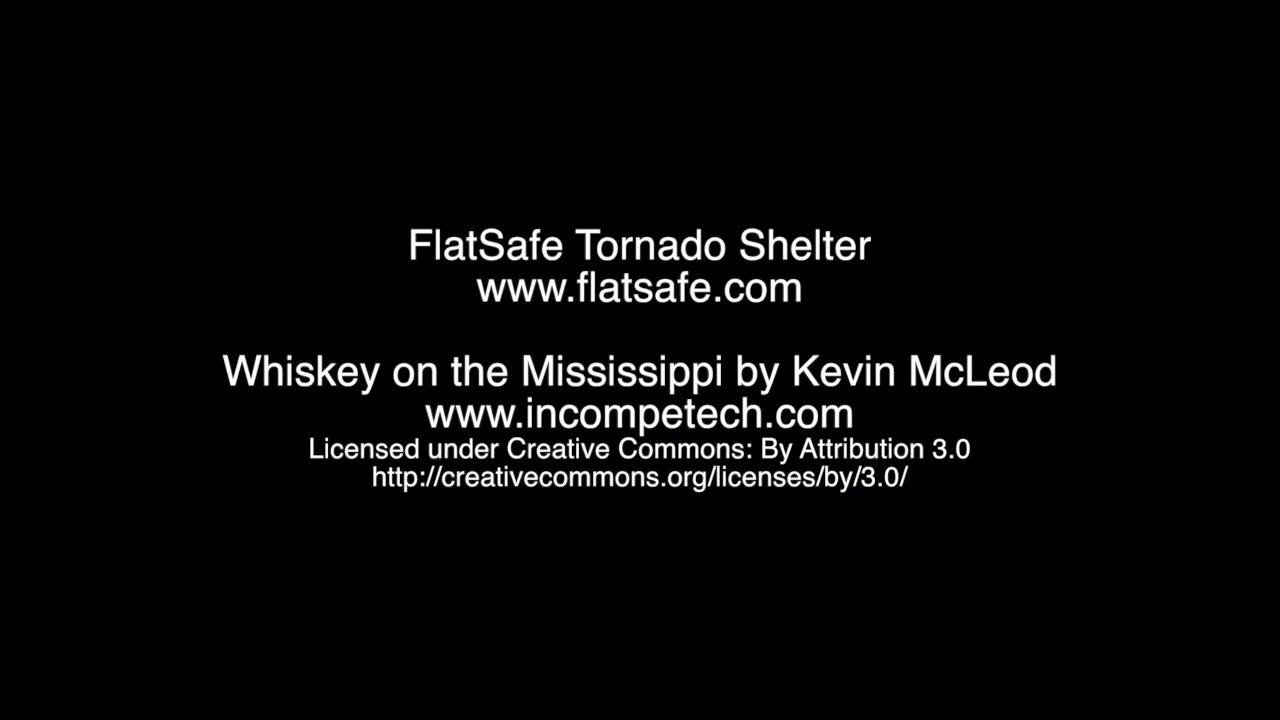 FlatSafe Tornado Shelter
www.flatsafe.com
Whiskey on the Mississippi by Kevin McLeod
www.incompetech.com
Licensed under Creative Commons: By Attribution 3.0
http://creativecommons.org/licenses/by/3.0/